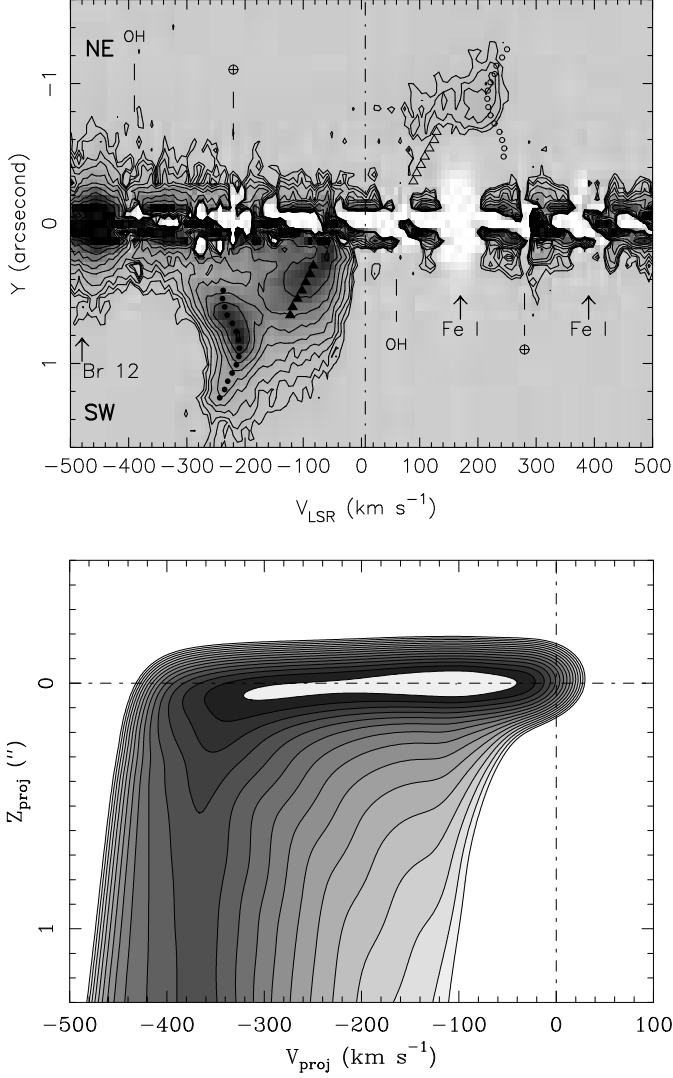 NE
OH
⊕
−1
0
1
Y (arcsecond)
OH
Fe I
Fe I
⊕
Br 12
SW
−500 −400 −300 −200 −100 0 100 200 300 400 500
V_LSR (km s⁻¹)
0
1
Z_proj (″)
−500 −400 −300 −200 −100 0 100
V_proj (km s⁻¹)